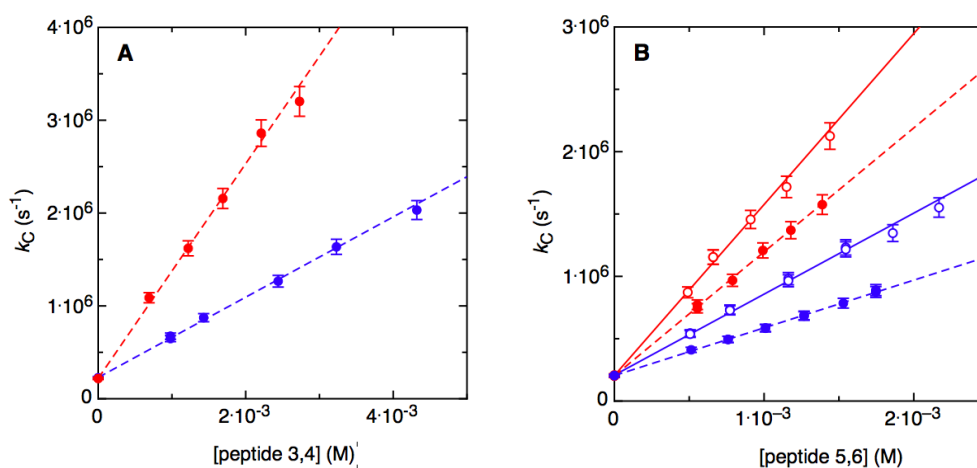 A
B
4·10⁶
3·10⁶
2·10⁶
1·10⁶
0
k_C (s⁻¹)
0
2·10⁻³
4·10⁻³
[peptide 3,4] (M)
3·10⁶
2·10⁶
1·10⁶
0
k_C (s⁻¹)
0
1·10⁻³
2·10⁻³
[peptide 5,6] (M)